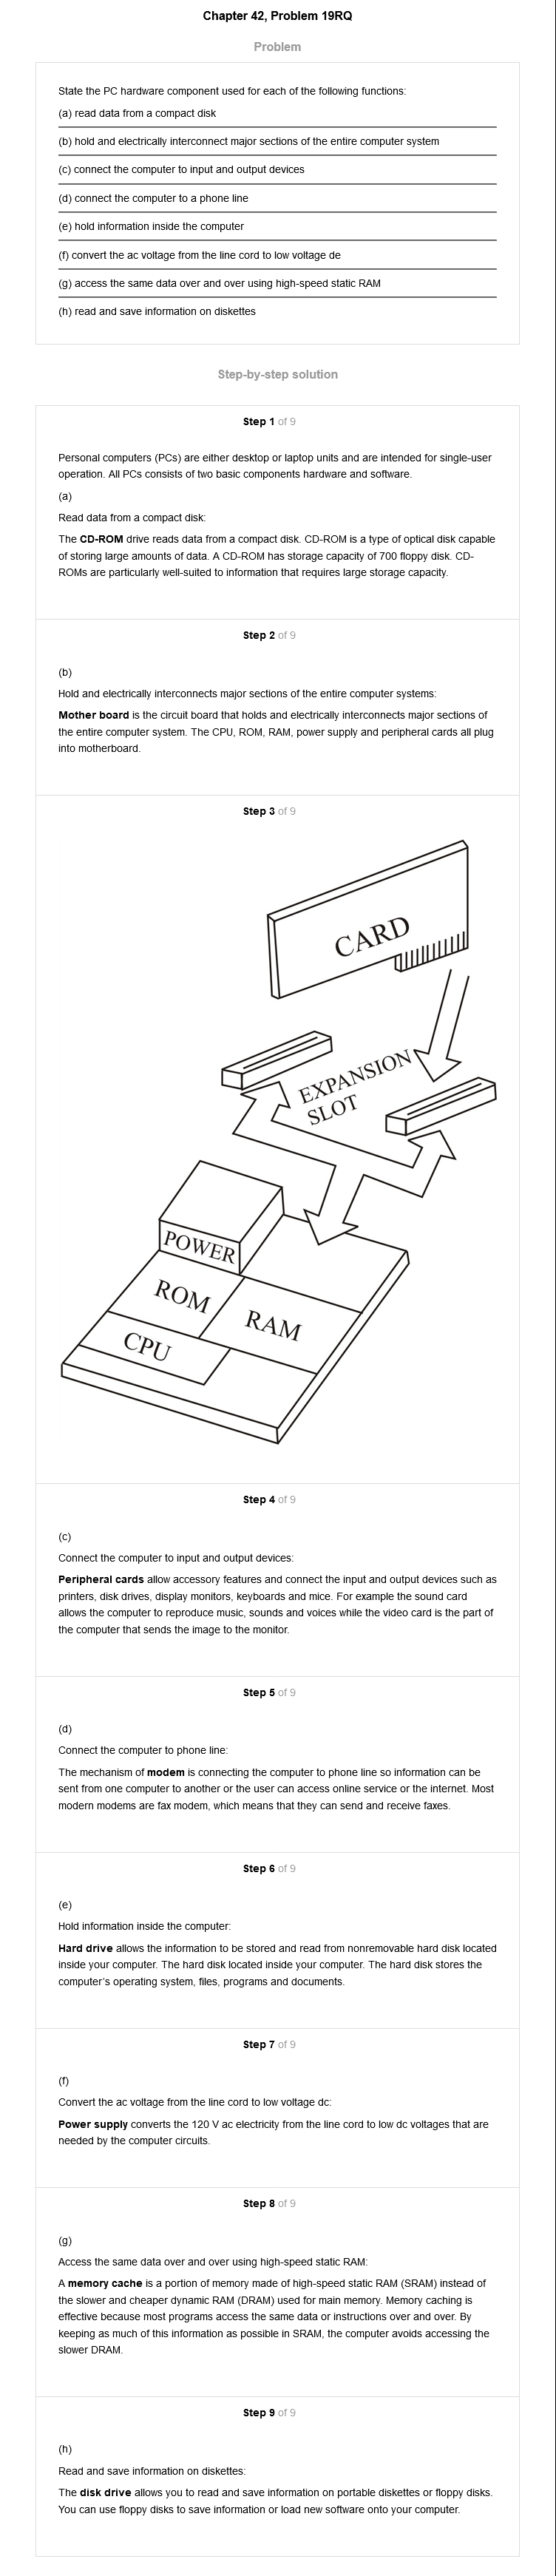 Chapter 42, Problem 19RQ
Problem
State the PC hardware component used for each of the following functions:
(a) read data from a compact disk
(b) hold and electrically interconnect major sections of the entire computer system
(c) connect the computer to input and output devices
(d) connect the computer to a phone line
(e) hold information inside the computer
(f) convert the ac voltage from the line cord to low voltage de
(g) access the same data over and over using high-speed static RAM
(h) read and save information on diskettes
Step-by-step solution
Step 1 of 9
Personal computers (PCs) are either desktop or laptop units and are intended for single-user
operation. All PCs consists of two basic components hardware and software.
(a)
Read data from a compact disk:
The CD-ROM drive reads data from a compact disk. CD-ROM is a type of optical disk capable
of storing large amounts of data. A CD-ROM has storage capacity of 700 floppy disk. CD-
ROMs are particularly well-suited to information that requires large storage capacity.
Step 2 of 9
(b)
Hold and electrically interconnects major sections of the entire computer systems:
Mother board is the circuit board that holds and electrically interconnects major sections of
the entire computer system. The CPU, ROM, RAM, power supply and peripheral cards all plug
into motherboard.
Step 3 of 9
CARD
EXPANSION
SLOT
POWER
ROM
RAM
CPU
Step 4 of 9
(c)
Connect the computer to input and output devices:
Peripheral cards allow accessory features and connect the input and output devices such as
printers, disk drives, display monitors, keyboards and mice. For example the sound card
allows the computer to reproduce music, sounds and voices while the video card is the part of
the computer that sends the image to the monitor.
Step 5 of 9
(d)
Connect the computer to phone line:
The mechanism of modem is connecting the computer to phone line so information can be
sent from one computer to another or the user can access online service or the internet. Most
modern modems are fax modem, which means that they can send and receive faxes.
Step 6 of 9
(e)
Hold information inside the computer:
Hard drive allows the information to be stored and read from nonremovable hard disk located
inside your computer. The hard disk located inside your computer. The hard disk stores the
computer's operating system, files, programs and documents.
Step 7 of 9
(f)
Convert the ac voltage from the line cord to low voltage dc:
Power supply converts the 120 V ac electricity from the line cord to low dc voltages that are
needed by the computer circuits.
Step 8 of 9
(g)
Access the same data over and over using high-speed static RAM:
A memory cache is a portion of memory made of high-speed static RAM (SRAM) instead of
the slower and cheaper dynamic RAM (DRAM) used for main memory. Memory caching is
effective because most programs access the same data or instructions over and over. By
keeping as much of this information as possible in SRAM, the computer avoids accessing the
slower DRAM.
Step 9 of 9
(h)
Read and save information on diskettes:
The disk drive allows you to read and save information on portable diskettes or floppy disks.
You can use floppy disks to save information or load new software onto your computer.